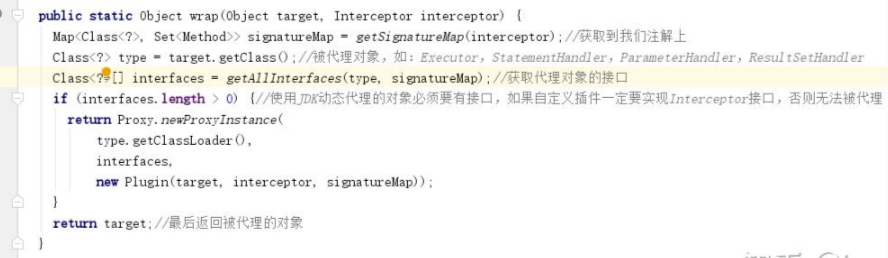 public static Object wrap(Object target, Interceptor interceptor) {
Map<Class<?>, Set<Method>> signatureMap = getSignatureMap(interceptor);//获取到我们注解上
Class<?> type = target.getClass();//被代理对象，如：Executor，StatementHandler，ParameterHandler，ResultSetHandler
Class<?>[] interfaces = getAllInterfaces(type, signatureMap);//获取代理对象的接口
if (interfaces.length > 0) {//使用JDK动态代理的对象必须要有接口，如果自定义插件一定要实现Interceptor接口，否则无法被代理
return Proxy.newProxyInstance(
type.getClassLoader(),
interfaces,
new Plugin(target, interceptor, signatureMap));
}
return target;//最后返回被代理的对象
}